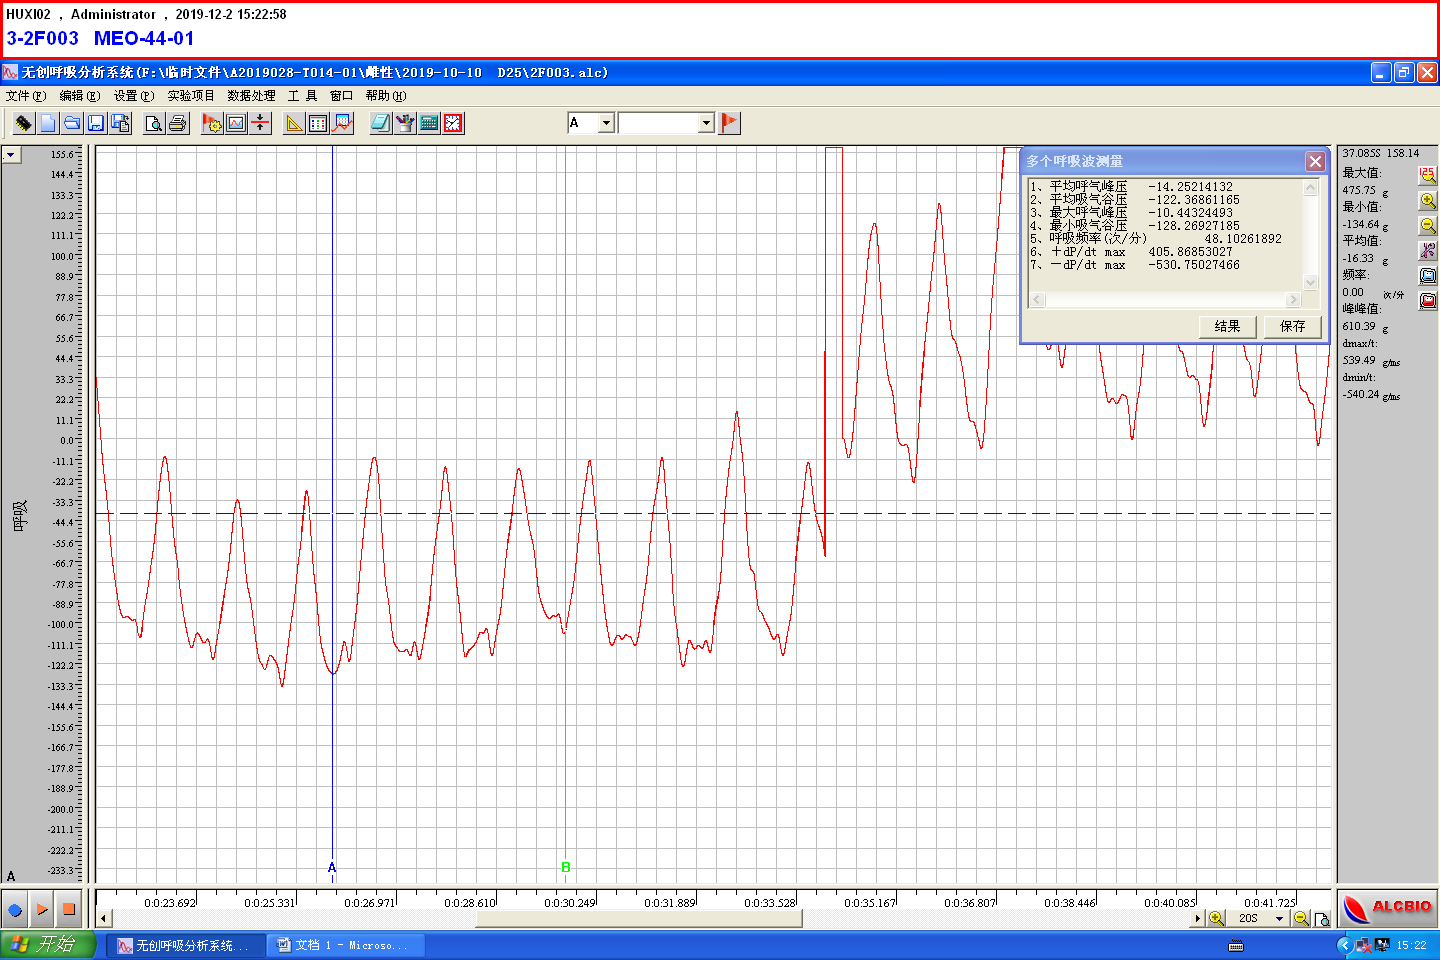 HUXI02 , Administrator , 2019-12-2 15:22:58
3-2F003 MEO-44-01
无创呼吸分析系统(F:\临时文件\A2019028-T014-01\雌性\2019-10-10 D25\2F003.alc)
文件(F) 编辑(E) 设置(P) 实验项目 数据处理 工 具 窗口 帮助(H)
A
155.6
144.4
133.3
122.2
111.1
100.0
88.9
77.8
66.7
55.6
44.4
33.3
22.2
11.1
0.0
-11.1
-22.2
-33.3
-44.4
-55.6
-66.7
-77.8
-88.9
-100.0
-111.1
-122.2
-133.3
-144.4
-155.6
-166.7
-177.8
-188.9
-200.0
-211.1
-222.2
-233.3
呼吸
A
A
B
多个呼吸波测量
1、平均呼气峰压 -14.25214132
2、平均吸气谷压 -122.36861165
3、最大呼气峰压 -10.44324493
4、最小吸气谷压 -128.26927185
5、呼吸频率(次/分) 48.10261892
6、＋dP/dt max 405.86853027
7、－dP/dt max -530.75027466
结果 保存
37.085S 158.14
最大值:
475.75 g
最小值:
-134.64 g
平均值:
-16.33 g
频率:
0.00 次/分
峰峰值:
610.39 g
dmax/t:
539.49 g/ms
dmin/t:
-540.24 g/ms
125
0:0:23.692 0:0:25.331 0:0:26.971 0:0:28.610 0:0:30.249 0:0:31.889 0:0:33.528 0:0:35.167 0:0:36.807 0:0:38.446 0:0:40.085 0:0:41.725
20S
ALCBIO
开始 无创呼吸分析系统... 文档 1 - Microso... 15:22